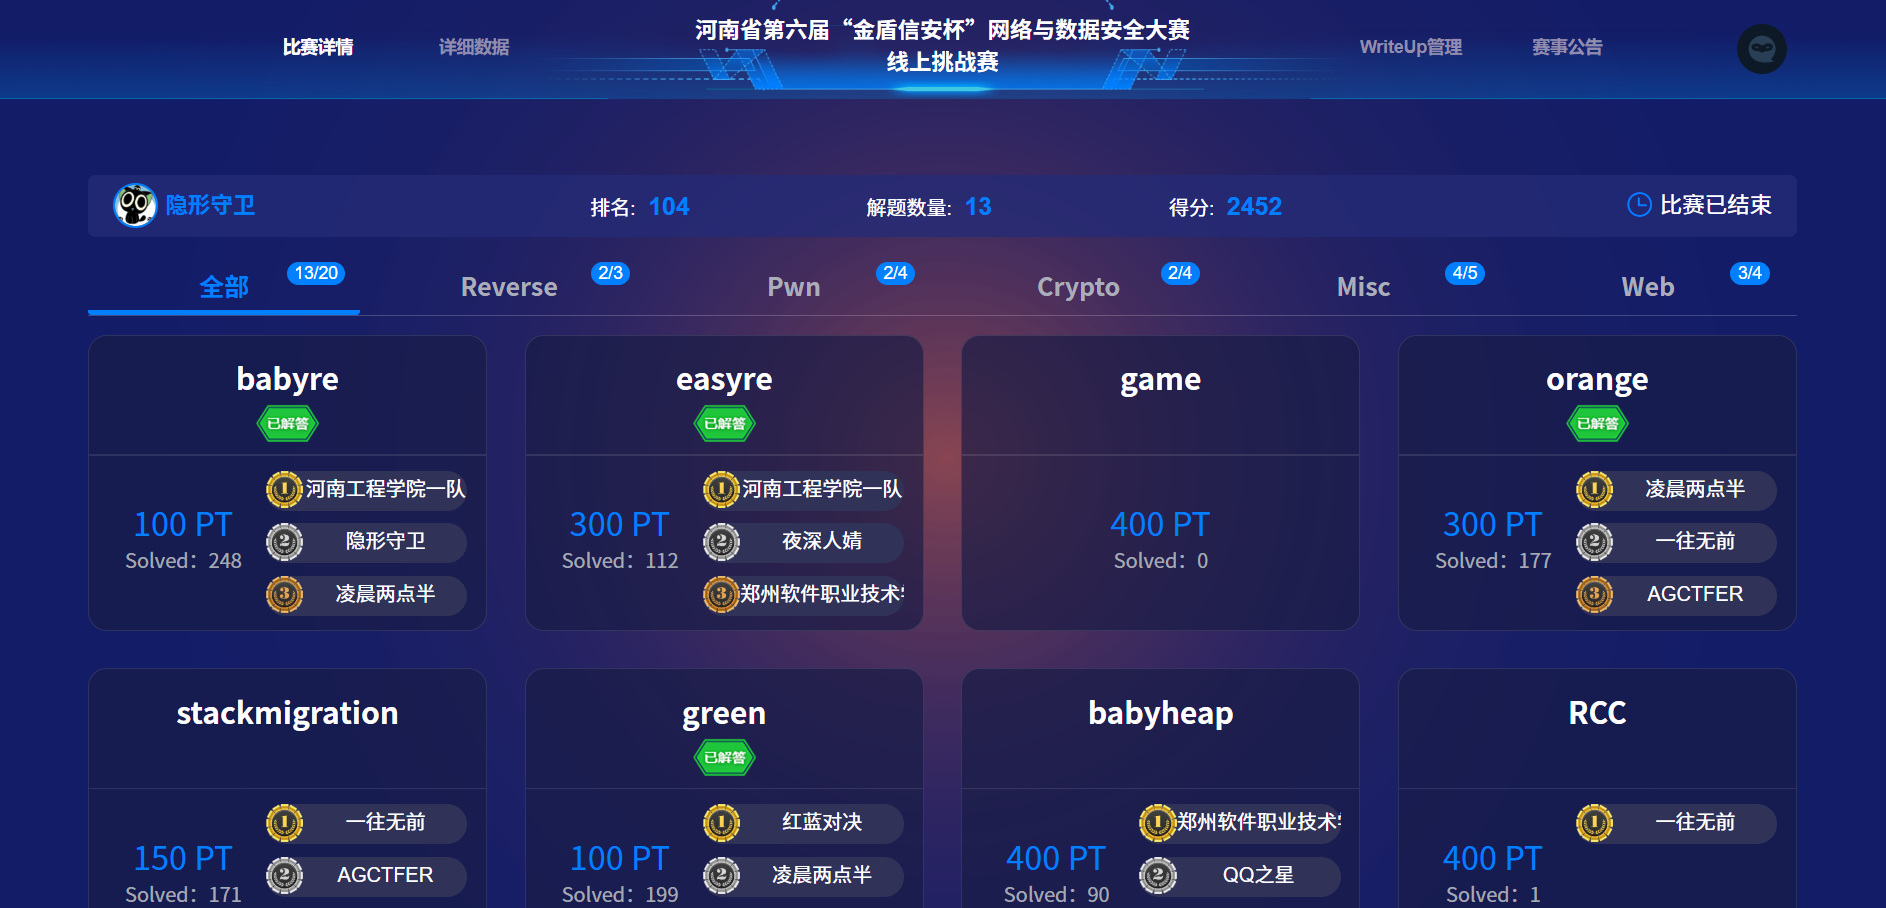 比赛详情
详细数据
河南省第六届“金盾信安杯”网络与数据安全大赛
线上挑战赛
WriteUp管理
赛事公告
隐形守卫
排名: 104
解题数量: 13
得分: 2452
比赛已结束
全部 13/20
Reverse 2/3
Pwn 2/4
Crypto 2/4
Misc 4/5
Web 3/4
babyre
已解答
100 PT
Solved：248
1 河南工程学院一队
2 隐形守卫
3 凌晨两点半
easyre
已解答
300 PT
Solved：112
1 河南工程学院一队
2 夜深人婧
3 郑州软件职业技术
game
400 PT
Solved：0
orange
已解答
300 PT
Solved：177
1 凌晨两点半
2 一往无前
3 AGCTFER
stackmigration
150 PT
Solved：171
1 一往无前
2 AGCTFER
green
已解答
100 PT
Solved：199
1 红蓝对决
2 凌晨两点半
babyheap
400 PT
Solved：90
1 郑州软件职业技术
2 QQ之星
RCC
400 PT
Solved：1
1 一往无前